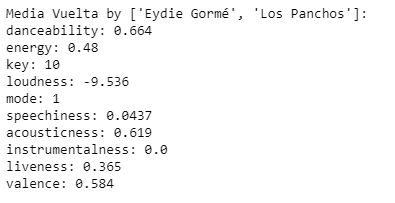 Media Vuelta by ['Eydie Gormé', 'Los Panchos']:
danceability: 0.664
energy: 0.48
key: 10
loudness: -9.536
mode: 1
speechiness: 0.0437
acousticness: 0.619
instrumentalness: 0.0
liveness: 0.365
valence: 0.584